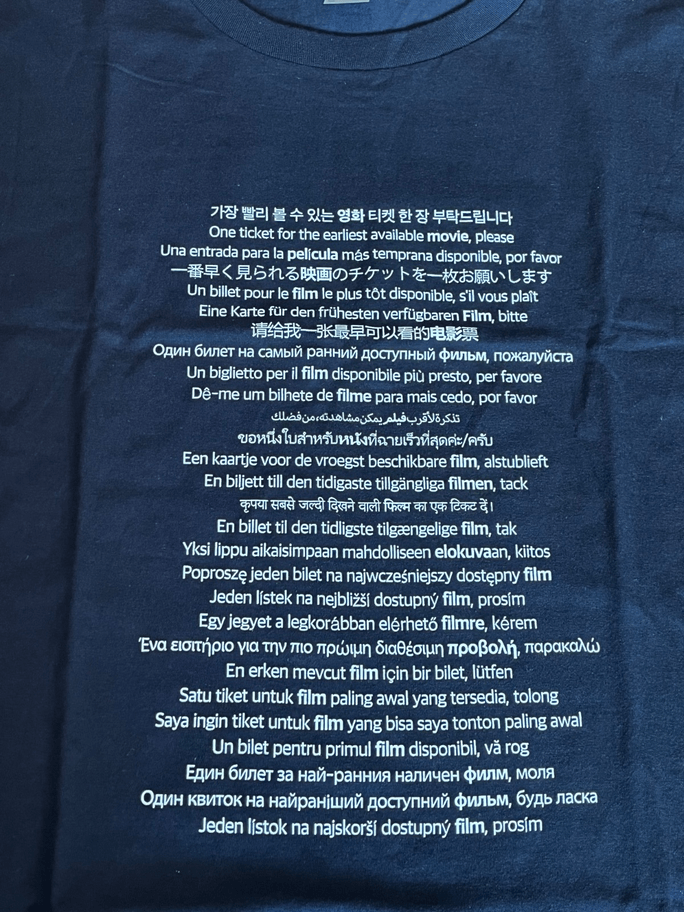 가장 빨리 볼 수 있는 영화 티켓 한 장 부탁드립니다
One ticket for the earliest available movie, please
Una entrada para la película más temprana disponible, por favor
一番早く見られる映画のチケットを一枚お願いします
Un billet pour le film le plus tôt disponible, s'il vous plaît
Eine Karte für den frühesten verfügbaren Film, bitte
请给我一张最早可以看的电影票
Один билет на самый ранний доступный фильм, пожалуйста
Un biglietto per il film disponibile più presto, per favore
Dê-me um bilhete de filme para mais cedo, por favor
تذكرة لأقرب فيلم يمكن مشاهدته، من فضلك
ขอหนึ่งใบสำหรับหนังที่ฉายเร็วที่สุดค่ะ/ครับ
Een kaartje voor de vroegst beschikbare film, alstublieft
En biljett till den tidigaste tillgängliga filmen, tack
कृपया सबसे जल्दी दिखने वाली फिल्म का एक टिकट दें।
En billet til den tidligste tilgængelige film, tak
Yksi lippu aikaisimpaan mahdolliseen elokuvaan, kiitos
Poproszę jeden bilet na najwcześniejszy dostępny film
Jeden lístek na nejbližší dostupný film, prosím
Egy jegyet a legkorábban elérhető filmre, kérem
Ένα εισιτήριο για την πιο πρώιμη διαθέσιμη προβολή, παρακαλώ
En erken mevcut film için bir bilet, lütfen
Satu tiket untuk film paling awal yang tersedia, tolong
Saya ingin tiket untuk film yang bisa saya tonton paling awal
Un bilet pentru primul film disponibil, vă rog
Един билет за най-ранния наличен филм, моля
Один квиток на найраніший доступний фильм, будь ласка
Jeden lístok na najskorší dostupný film, prosím